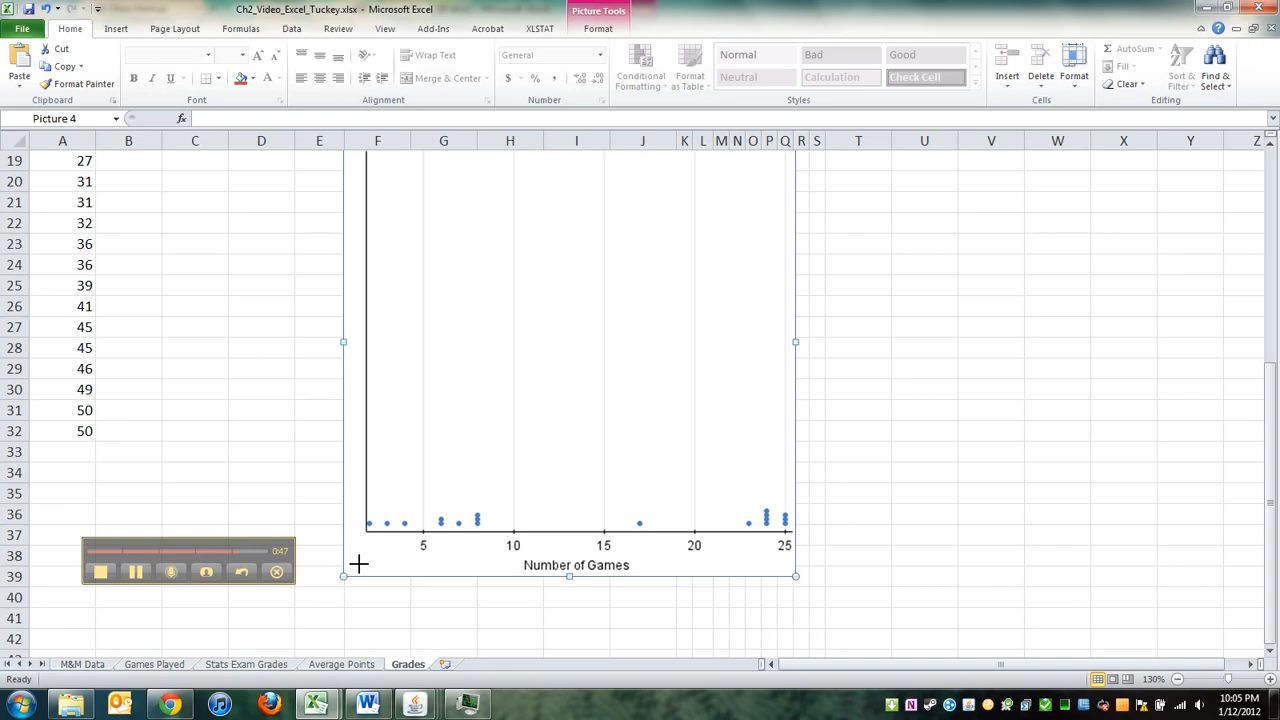 Ch2_Video_Excel_Tuckey.xlsx - Microsoft Excel
Picture Tools
File Home Insert Page Layout Formulas Data Review View Add-Ins Acrobat XLSTAT Format
Paste
Cut
Copy
Format Painter
Clipboard
B I U A
Font
Wrap Text
Merge & Center
Alignment
General
$ % ,
Number
Conditional Formatting
Format as Table
Normal Bad Good
Neutral Calculation Check Cell
Styles
Insert Delete Format
Cells
Σ AutoSum
Fill
Clear
Sort & Filter
Find & Select
Editing
Picture 4
fx
A B C D E F G H I J K L M N O P Q R S T U V W X Y Z
19 27
20 31
21 31
22 32
23 36
24 36
25 39
26 41
27 45
28 45
29 46
30 49
31 50
32 50
33
34
35
36
37
38
39
40
41
42
5 10 15 20 25
Number of Games
0:47
M&M Data Games Played Stats Exam Grades Average Points Grades
Ready
130%
10:05 PM
1/12/2012